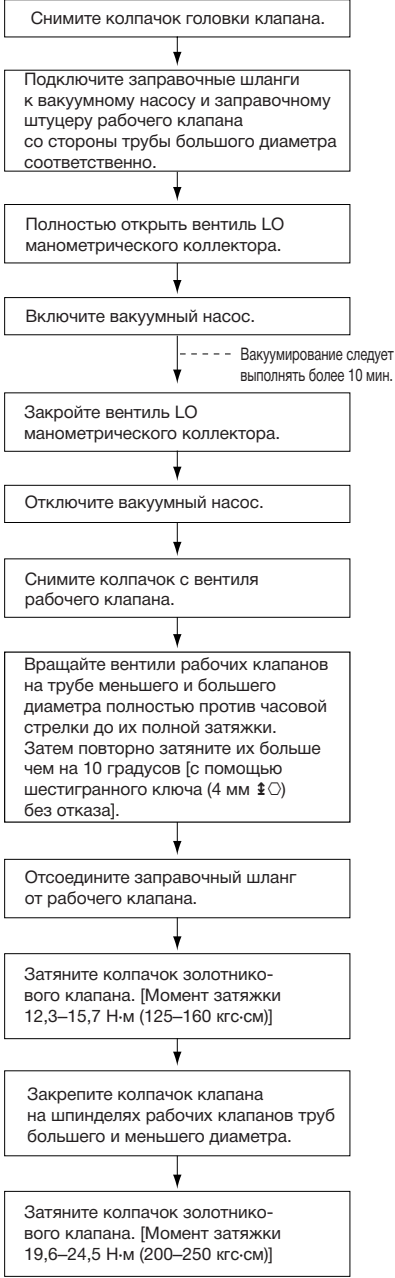 Снимите колпачок головки клапана.
Подключите заправочные шланги
к вакуумному насосу и заправочному
штуцеру рабочего клапана
со стороны трубы большого диаметра
соответственно.
Полностью открыть вентиль LO
манометрического коллектора.
Включите вакуумный насос.
Вакуумирование следует
выполнять более 10 мин.
Закройте вентиль LO
манометрического коллектора.
Отключите вакуумный насос.
Снимите колпачок с вентиля
рабочего клапана.
Вращайте вентили рабочих клапанов
на трубе меньшего и большего
диаметра полностью против часовой
стрелки до их полной затяжки.
Затем повторно затяните их больше
чем на 10 градусов [с помощью
шестигранного ключа (4 мм ⬍⬡)
без отказа].
Отсоедините заправочный шланг
от рабочего клапана.
Затяните колпачок золотнико-
вого клапана. [Момент затяжки
12,3–15,7 Н·м (125–160 кгс·см)]
Закрепите колпачок клапана
на шпинделях рабочих клапанов труб
большего и меньшего диаметра.
Затяните колпачок золотнико-
вого клапана. [Момент затяжки
19,6–24,5 Н·м (200–250 кгс·см)]